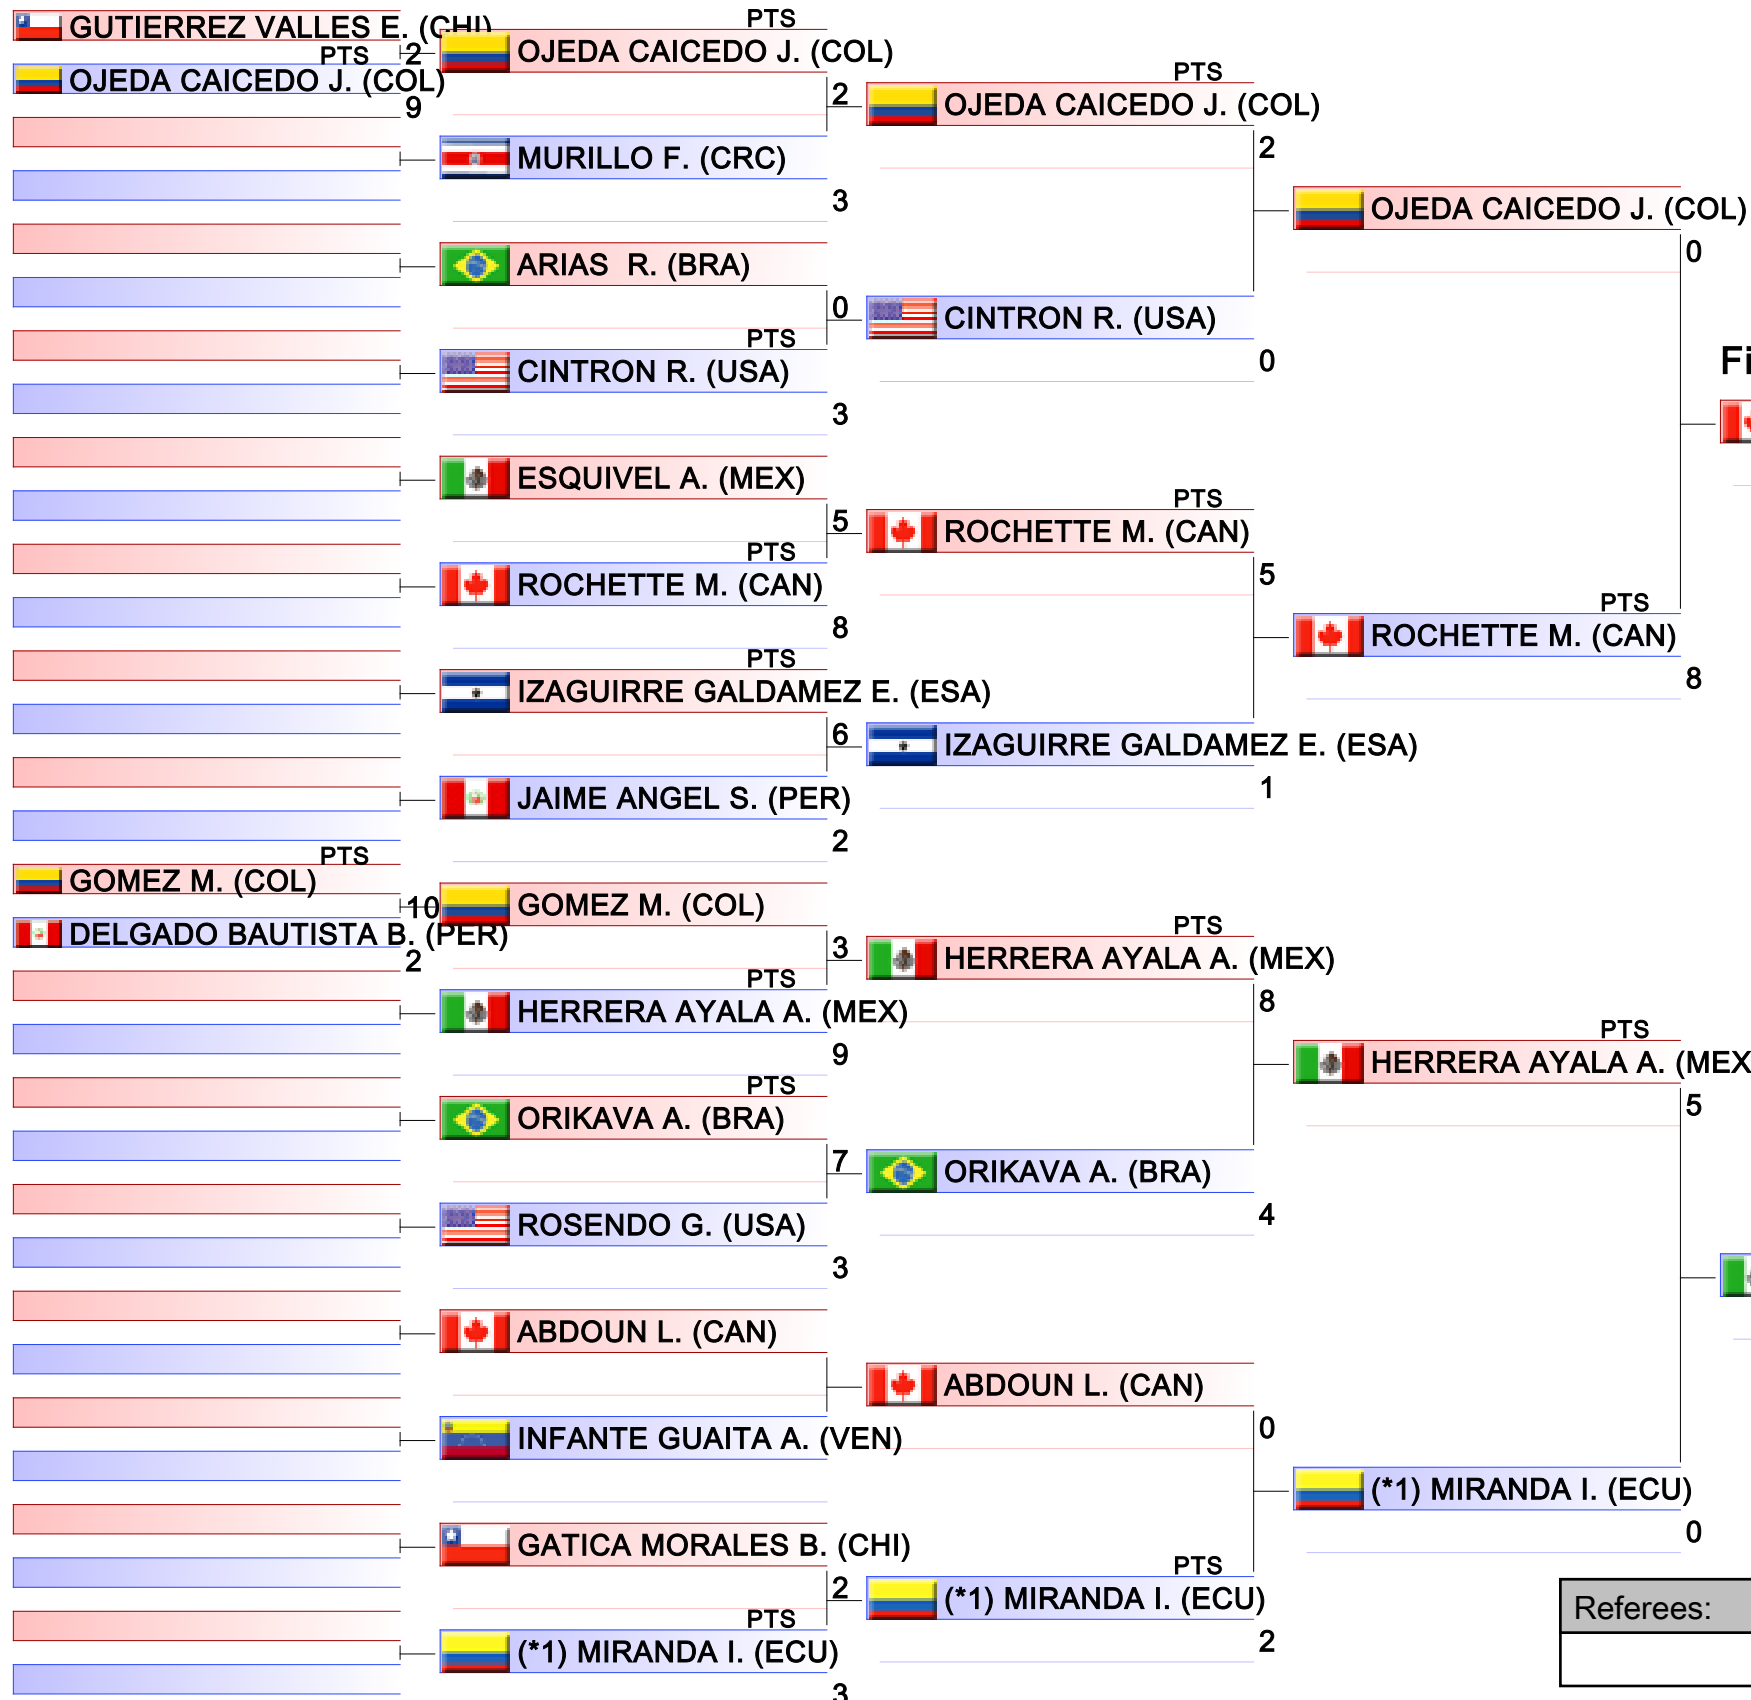 GUTIERREZ VALLES E. (CHI)
PTS 2
OJEDA CAICEDO J. (COL)
9
GOMEZ M. (COL)
PTS
10
DELGADO BAUTISTA B. (PER)
2
PTS
OJEDA CAICEDO J. (COL)
2
MURILLO F. (CRC)
3
ARIAS R. (BRA)
0
PTS
CINTRON R. (USA)
3
ESQUIVEL A. (MEX)
5
PTS
ROCHETTE M. (CAN)
8
PTS
IZAGUIRRE GALDAMEZ E. (ESA)
6
JAIME ANGEL S. (PER)
2
GOMEZ M. (COL)
3
PTS
HERRERA AYALA A. (MEX)
9
PTS
ORIKAVA A. (BRA)
7
ROSENDO G. (USA)
3
ABDOUN L. (CAN)
INFANTE GUAITA A. (VEN)
GATICA MORALES B. (CHI)
2
PTS
(*1) MIRANDA I. (ECU)
3
PTS
OJEDA CAICEDO J. (COL)
2
CINTRON R. (USA)
0
PTS
ROCHETTE M. (CAN)
5
IZAGUIRRE GALDAMEZ E. (ESA)
1
PTS
HERRERA AYALA A. (MEX)
8
ORIKAVA A. (BRA)
4
ABDOUN L. (CAN)
0
PTS
(*1) MIRANDA I. (ECU)
2
OJEDA CAICEDO J. (COL)
0
PTS
ROCHETTE M. (CAN)
8
PTS
HERRERA AYALA A. (MEX
5
(*1) MIRANDA I. (ECU)
0
Fi
Referees: